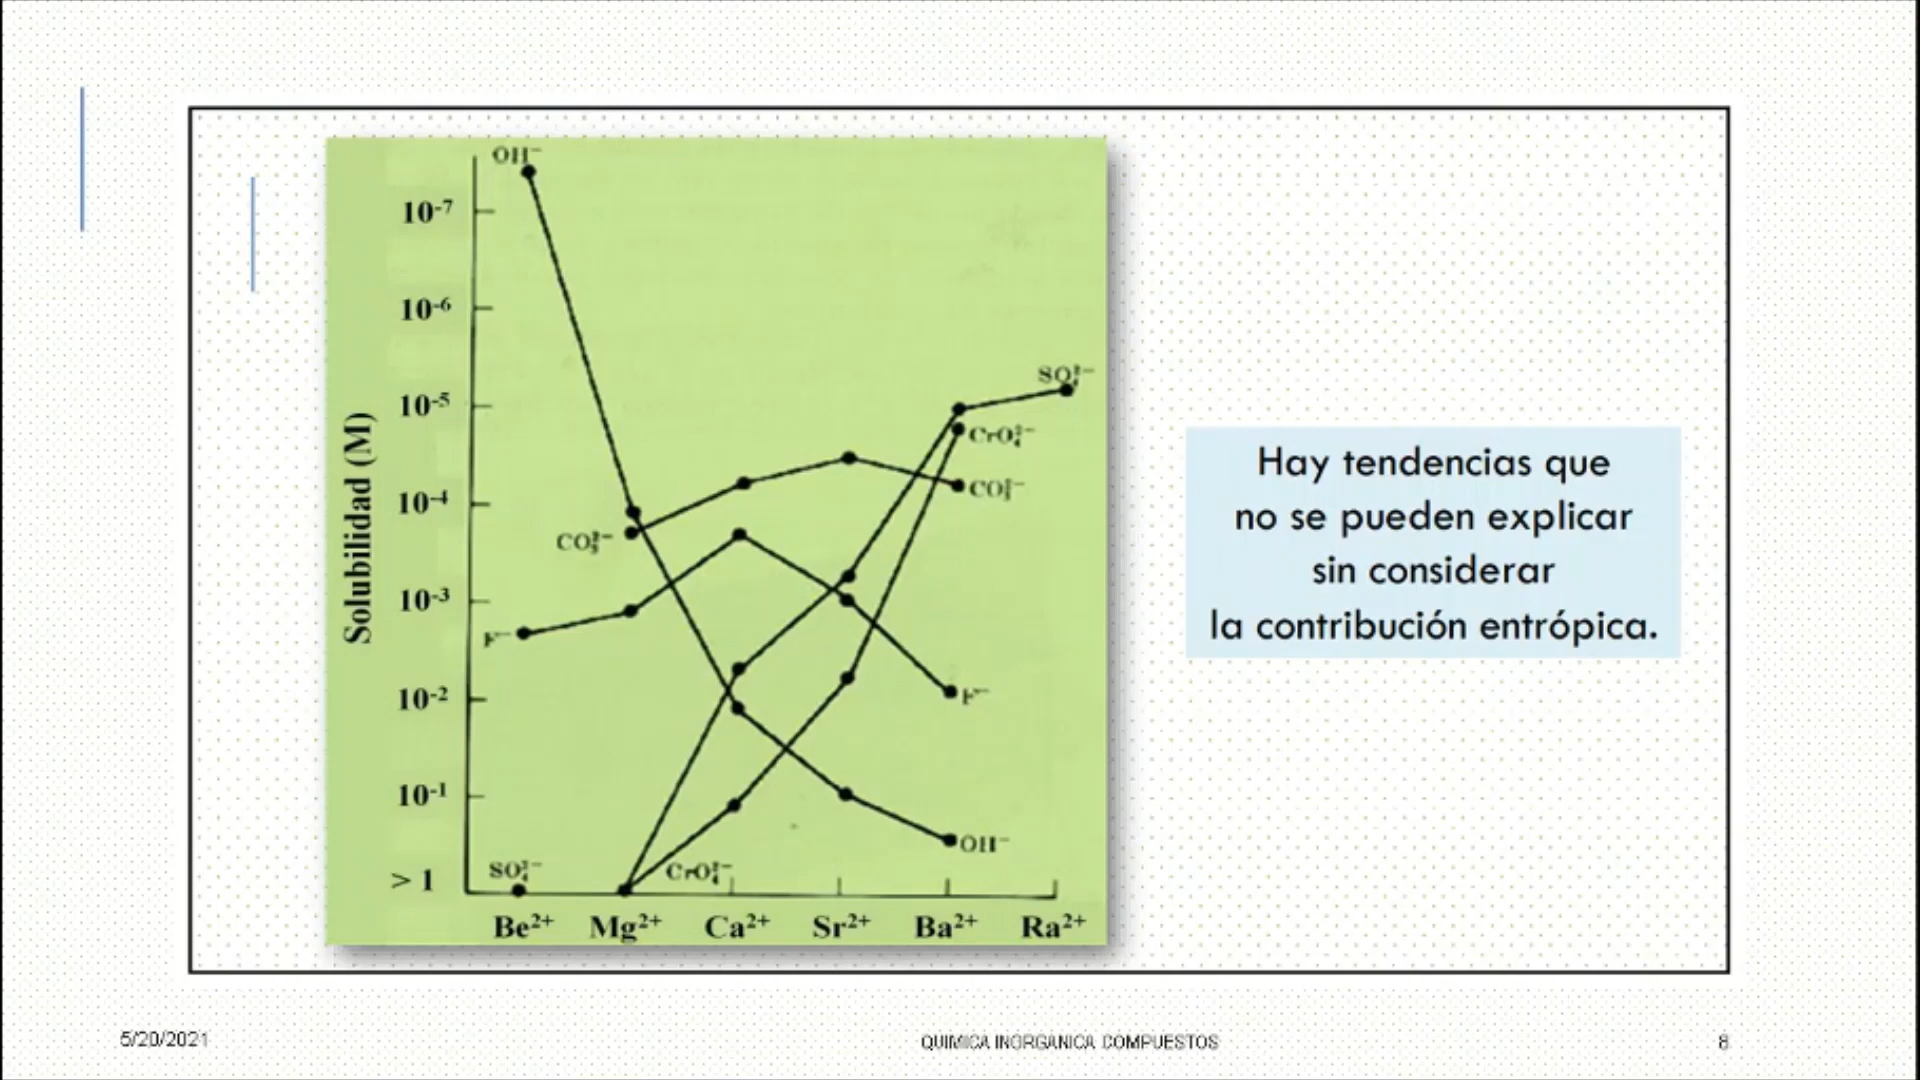 OH⁻
10⁻⁷
10⁻⁶
SO₄²⁻
10⁻⁵
CrO₄²⁻
CO₃²⁻
10⁻⁴
CO₃²⁻
10⁻³
F⁻
F⁻
10⁻²
10⁻¹
OH⁻
SO₄²⁻
CrO₄²⁻
> 1
Be²⁺ Mg²⁺ Ca²⁺ Sr²⁺ Ba²⁺ Ra²⁺
Solubilidad (M)
Hay tendencias que
no se pueden explicar
sin considerar
la contribución entrópica.
5/20/2021
QUIMICA INORGANICA COMPUESTOS
8